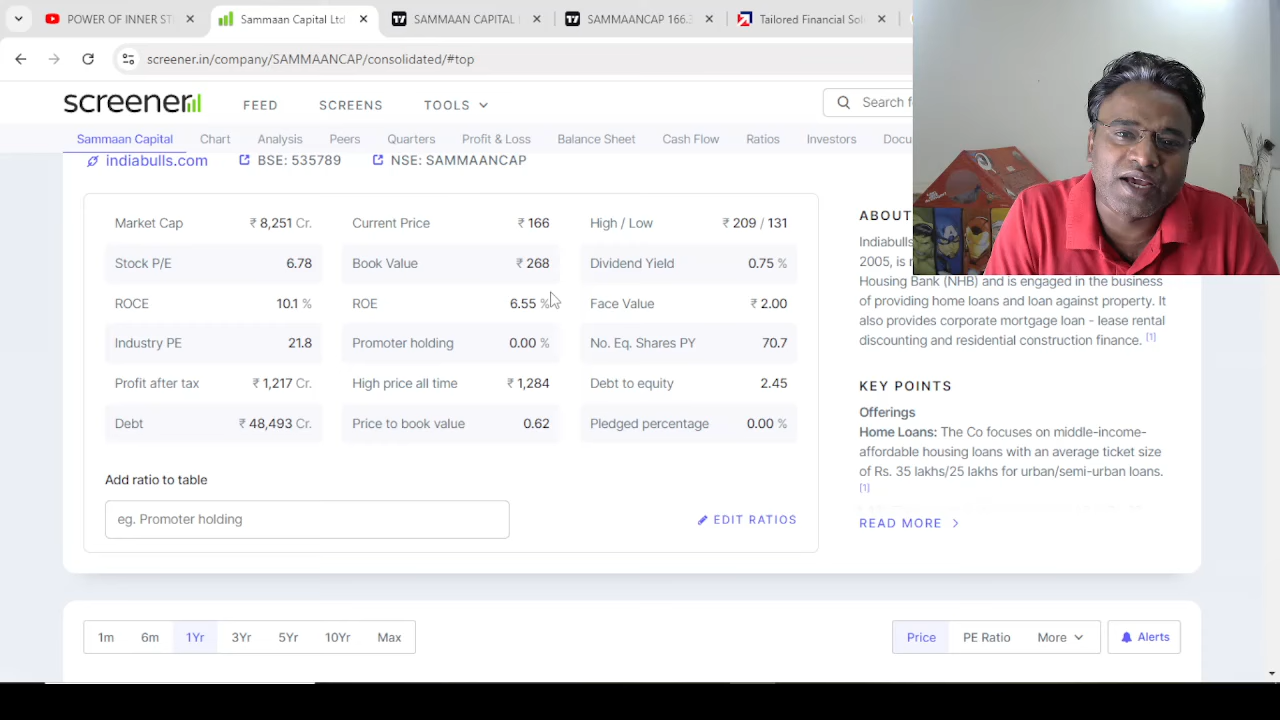 POWER OF INNER ST
Sammaan Capital Ltd
SAMMAAN CAPITAL
SAMMAANCAP 166.
Tailored Financial Sol
screener.in/company/SAMMAANCAP/consolidated/#top
screener
FEED
SCREENS
TOOLS
Search f
Sammaan Capital
Chart
Analysis
Peers
Quarters
Profit & Loss
Balance Sheet
Cash Flow
Ratios
Investors
Docu
indiabulls.com
BSE: 535789
NSE: SAMMAANCAP
Market Cap ₹ 8,251 Cr.
Current Price ₹ 166
High / Low ₹ 209 / 131
Stock P/E 6.78
Book Value ₹ 268
Dividend Yield 0.75 %
ROCE 10.1 %
ROE 6.55 %
Face Value ₹ 2.00
Industry PE 21.8
Promoter holding 0.00 %
No. Eq. Shares PY 70.7
Profit after tax ₹ 1,217 Cr.
High price all time ₹ 1,284
Debt to equity 2.45
Debt ₹ 48,493 Cr.
Price to book value 0.62
Pledged percentage 0.00 %
Add ratio to table
eg. Promoter holding
EDIT RATIOS
ABOUT
Indiabulls
2005, is r
Housing Bank (NHB) and is engaged in the business
of providing home loans and loan against property. It
also provides corporate mortgage loan - lease rental
discounting and residential construction finance. [1]
KEY POINTS
Offerings
Home Loans: The Co focuses on middle-income-
affordable housing loans with an average ticket size
of Rs. 35 lakhs/25 lakhs for urban/semi-urban loans.
[1]
READ MORE
1m
6m
1Yr
3Yr
5Yr
10Yr
Max
Price
PE Ratio
More
Alerts